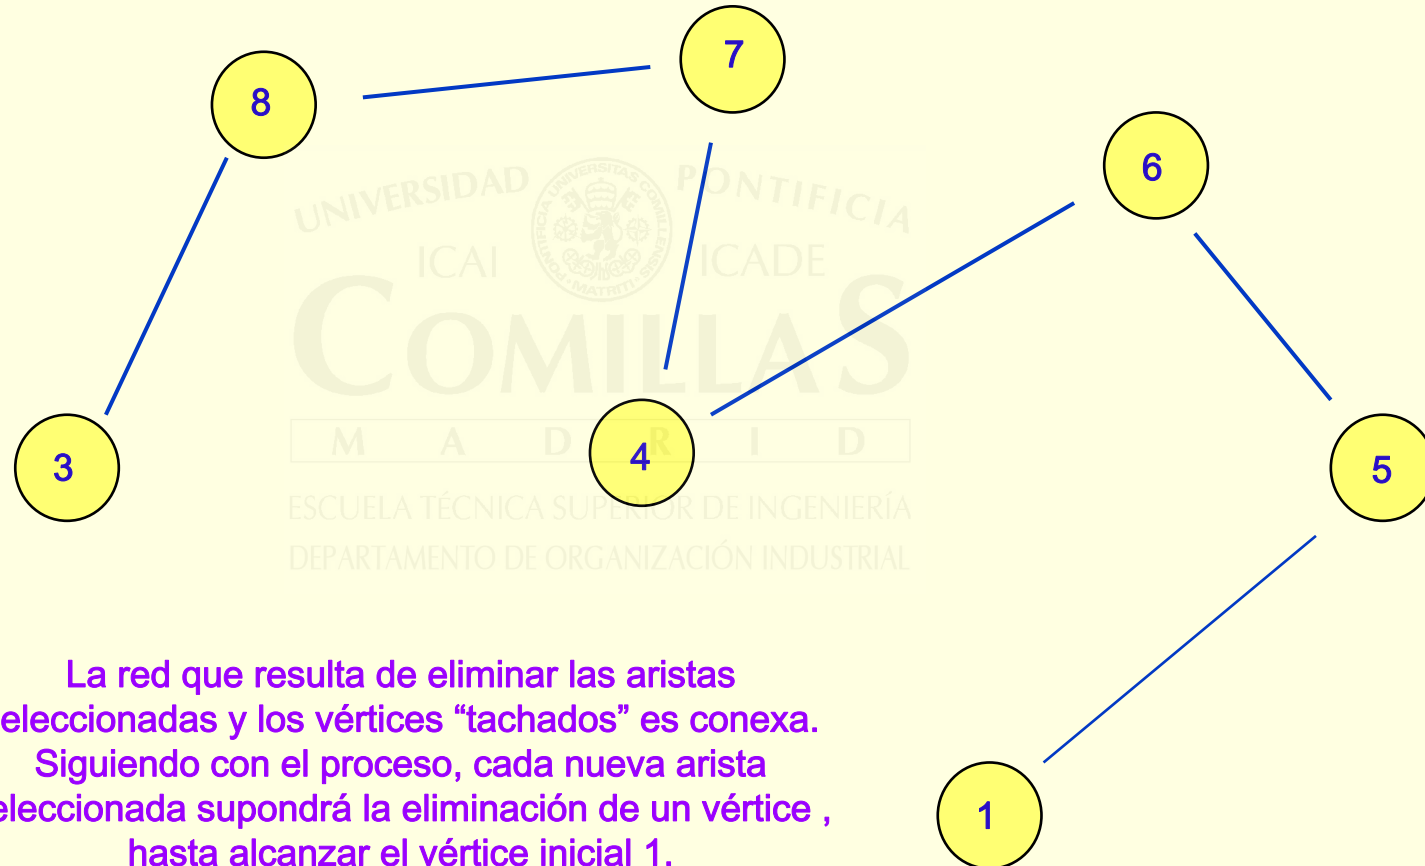 7
8
6
UNIVERSIDAD PONTIFICIA
ICAI ICADE
COMILLAS
M A D R I D
4
3
5
ESCUELA TÉCNICA SUPERIOR DE INGENIERÍA
DEPARTAMENTO DE ORGANIZACIÓN INDUSTRIAL
La red que resulta de eliminar las aristas
eleccionadas y los vértices “tachados” es conexa.
Siguiendo con el proceso, cada nueva arista
eleccionada supondrá la eliminación de un vértice ,
hasta alcanzar el vértice inicial 1.
1